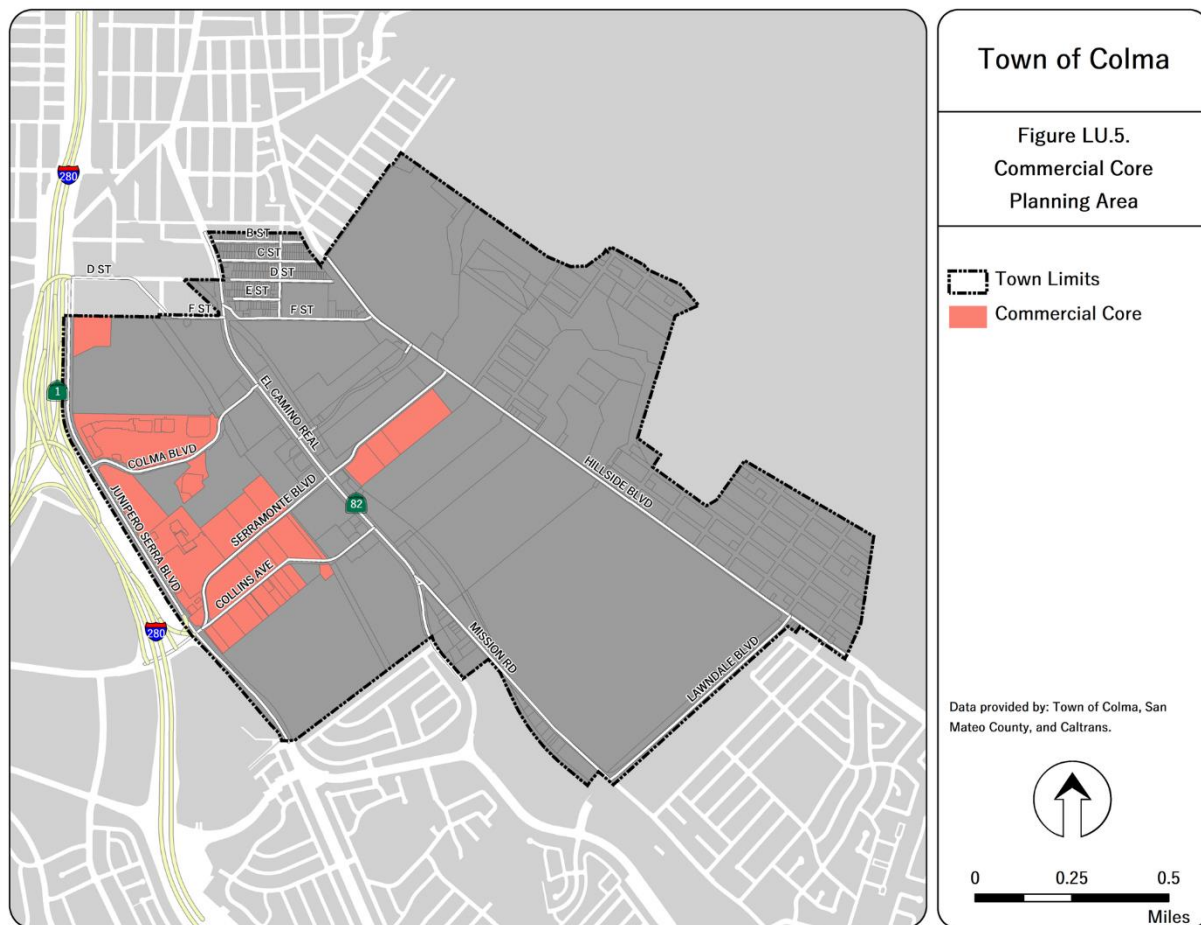 Town of Colma
Figure LU.5.
Commercial Core
Planning Area
Town Limits
Commercial Core
Data provided by: Town of Colma, San
Mateo County, and Caltrans.
0 0.25 0.5
Miles
280
B ST
C ST
D ST
D ST
E ST
F ST
F ST
1
EL CAMINO REAL
COLMA BLVD
HILLSIDE BLVD
SERRAMONTE BLVD
82
JUNIPERO SERRA BLVD
COLLINS AVE
280
MISSION RD
LAWNDALE BLVD